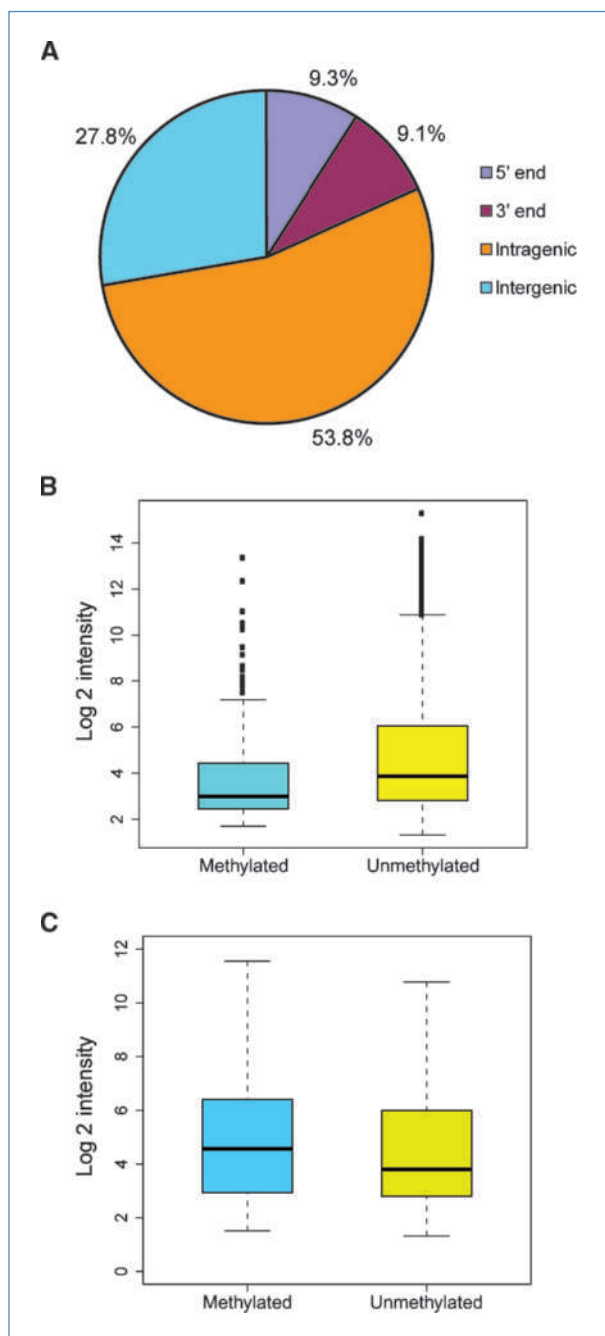 A
9.3%
27.8%
9.1%
5' end
3' end
Intragenic
Intergenic
53.8%
B
14
12
10
8
6
4
2
Log 2 intensity
Methylated
Unmethylated
C
12
10
8
6
4
2
0
Log 2 intensity
Methylated
Unmethylated